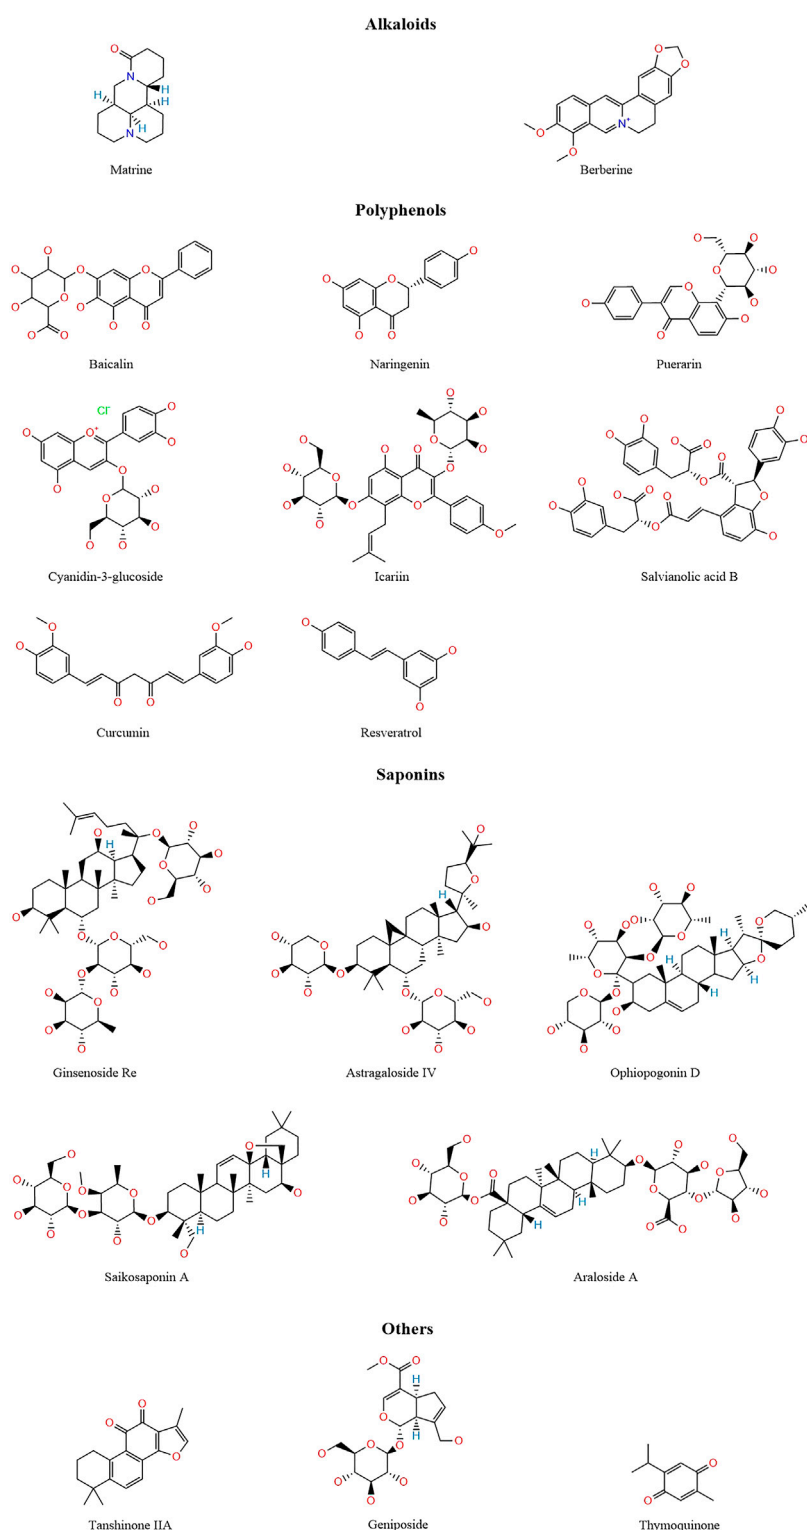 Alkaloids
Matrine
Berberine
Polyphenols
Baicalin
Naringenin
Puerarin
Cl⁻
Cyanidin-3-glucoside
Icariin
Salvianolic acid B
Curcumin
Resveratrol
Saponins
Ginsenoside Re
Astragaloside IV
Ophiopogonin D
Saikosaponin A
Araloside A
Others
Tanshinone IIA
Geniposide
Thymoquinone